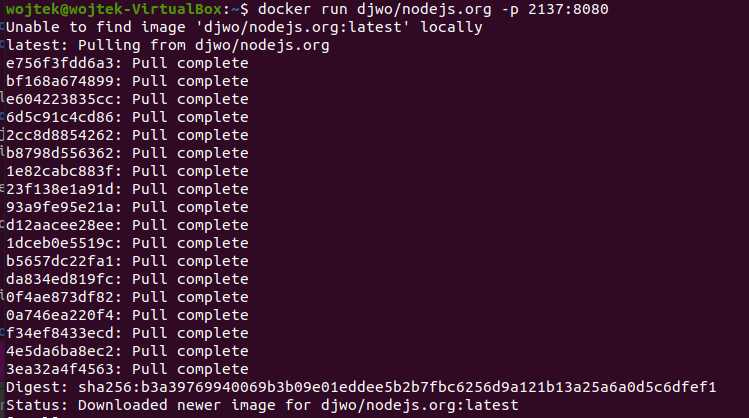 wojtek@wojtek-VirtualBox:~$ docker run djwo/nodejs.org -p 2137:8080
Unable to find image 'djwo/nodejs.org:latest' locally
latest: Pulling from djwo/nodejs.org
e756f3fdd6a3: Pull complete
bf168a674899: Pull complete
e604223835cc: Pull complete
6d5c91c4cd86: Pull complete
2cc8d8854262: Pull complete
b8798d556362: Pull complete
1e82cabc883f: Pull complete
23f138e1a91d: Pull complete
93a9fe95e21a: Pull complete
d12aacee28ee: Pull complete
1dceb0e5519c: Pull complete
b5657dc22fa1: Pull complete
da834ed819fc: Pull complete
0f4ae873df82: Pull complete
0a746ea220f4: Pull complete
f34ef8433ecd: Pull complete
4e5da6ba8ec2: Pull complete
3ea32a4f4563: Pull complete
Digest: sha256:b3a39769940069b3b09e01eddee5b2b7fbc6256d9a121b13a25a6a0d5c6dfef1
Status: Downloaded newer image for djwo/nodejs.org:latest